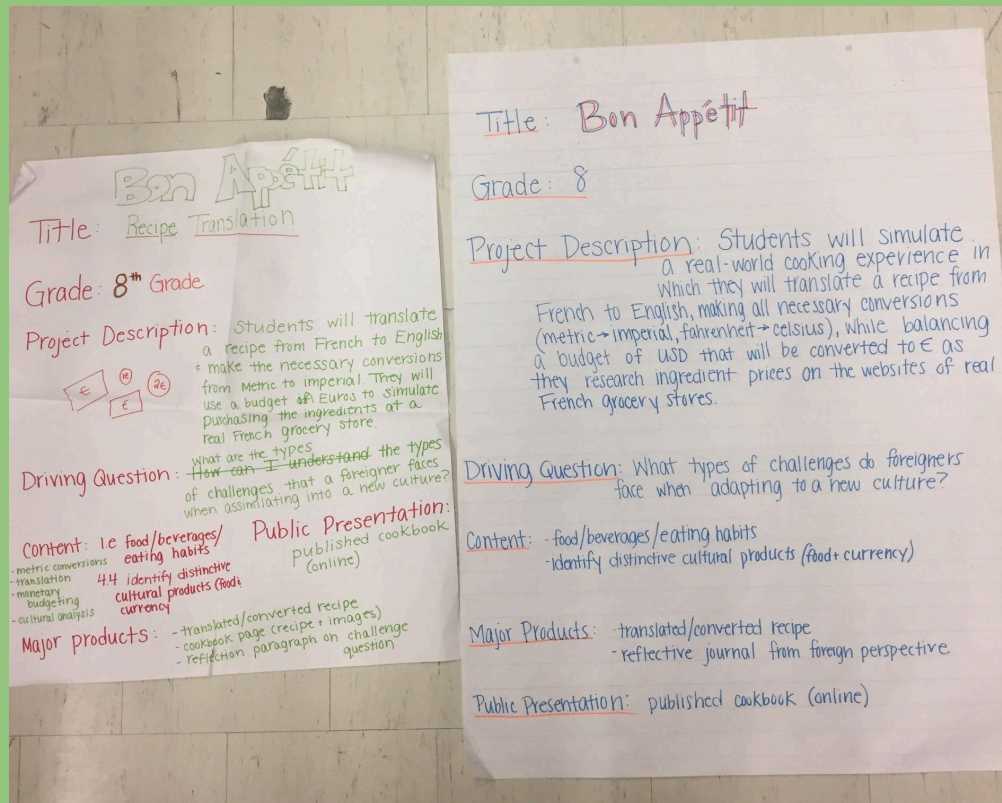 Bon Appétit
Title: Recipe Translation
Grade: 8th Grade
Project Description: Students will translate
a recipe from French to English
& make the necessary conversions
from Metric to imperial. They will
use a budget of Euros to simulate
purchasing the ingredients at a
real French grocery store.
€
1€
2€
€
What are the types
Driving Question: How can I understand the types
of challenges that a foreigner faces
when assimilating into a new culture?
Content: 1.e food/beverages/
eating habits
4.4 identify distinctive
cultural products (food &
currency
- metric conversions
- translation
- monetary
budgeting
- cultural analysis
Public Presentation:
published cookbook
(online)
Major products: - translated/converted recipe
- cookbook page (recipe + images)
- reflection paragraph on challenge
question
Title: Bon Appétit
Grade: 8
Project Description: Students will simulate
a real-world cooking experience in
which they will translate a recipe from
French to English, making all necessary conversions
(metric→imperial, fahrenheit→celsius), while balancing
a budget of USD that will be converted to € as
they research ingredient prices on the websites of real
French grocery stores.
Driving Question: What types of challenges do foreigners
face when adapting to a new culture?
Content: -food/beverages/eating habits
-identify distinctive cultural products (food + currency)
Major Products: -translated/converted recipe
-reflective journal from foreign perspective
Public Presentation: published cookbook (online)